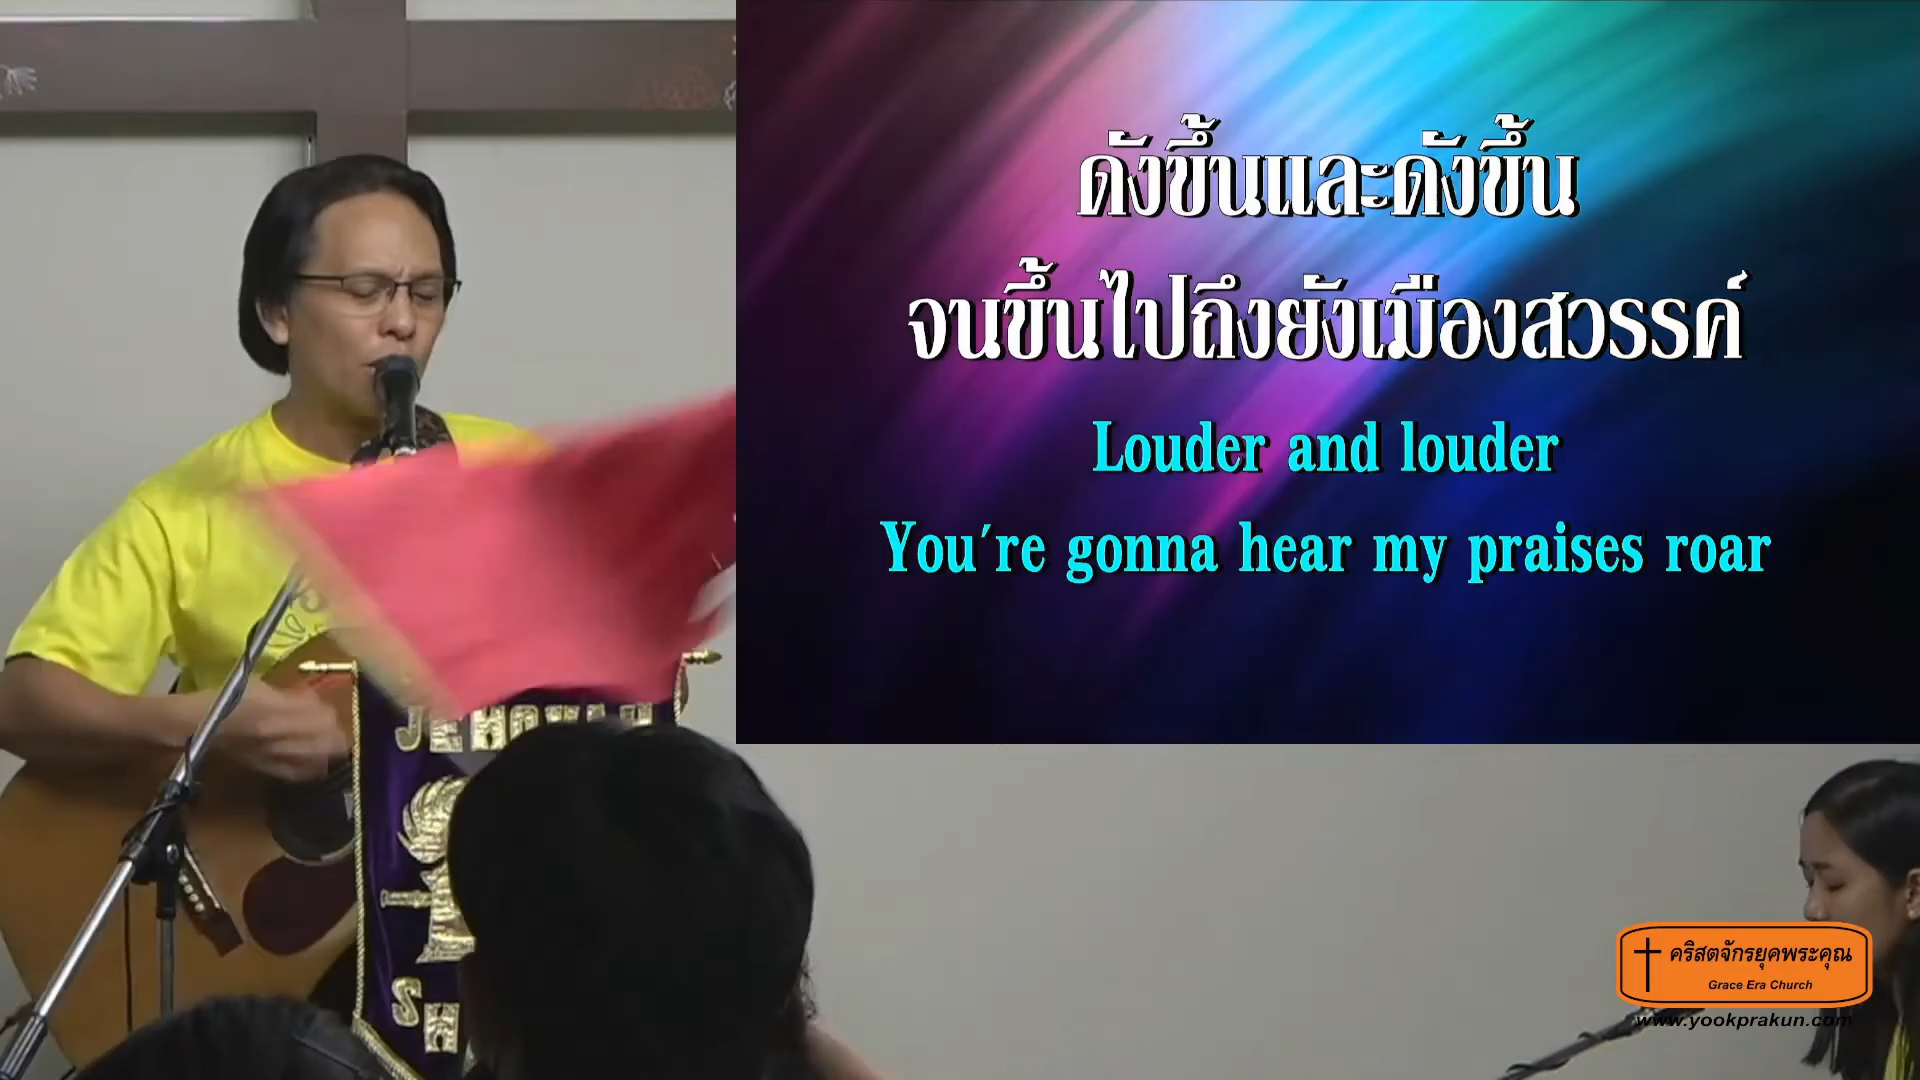 ดังขึ้นและดังขึ้น
จนขึ้นไปถึงยังเมืองสวรรค์
Louder and louder
You're gonna hear my praises roar
SH
คริสตจักรยุคพระคุณ
Grace Era Church
www.yookprakun.com